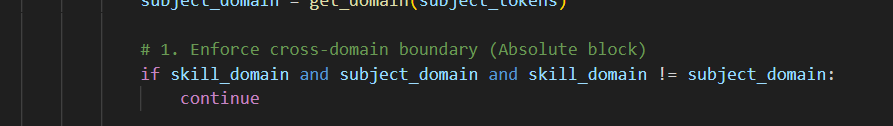 subject_domain = get_domain(subject_tokens)
# 1. Enforce cross-domain boundary (Absolute block)
if skill_domain and subject_domain and skill_domain != subject_domain:
continue